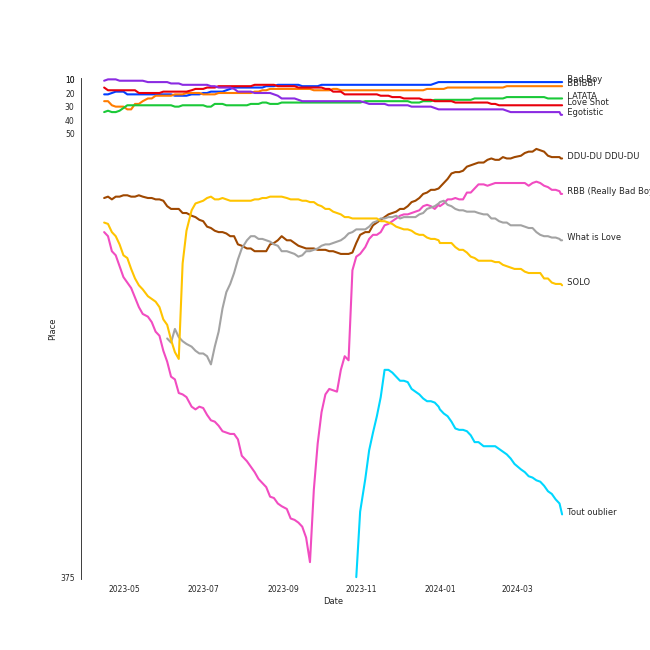 10
10
20
30
40
50
375
Place
2023-05
2023-07
2023-09
2023-11
2024-01
2024-03
Date
Bad Boy
LATATA
Love Shot
Egotistic
DDU-DU DDU-DU
RBB (Really Bad Boy
What is Love
SOLO
Tout oublier